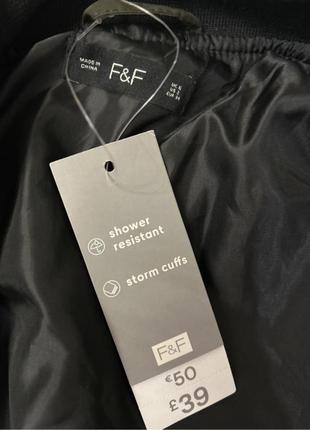 MADE IN
CHINA
F&F
shower
resistant
storm cuffs
F&F
€50
£39